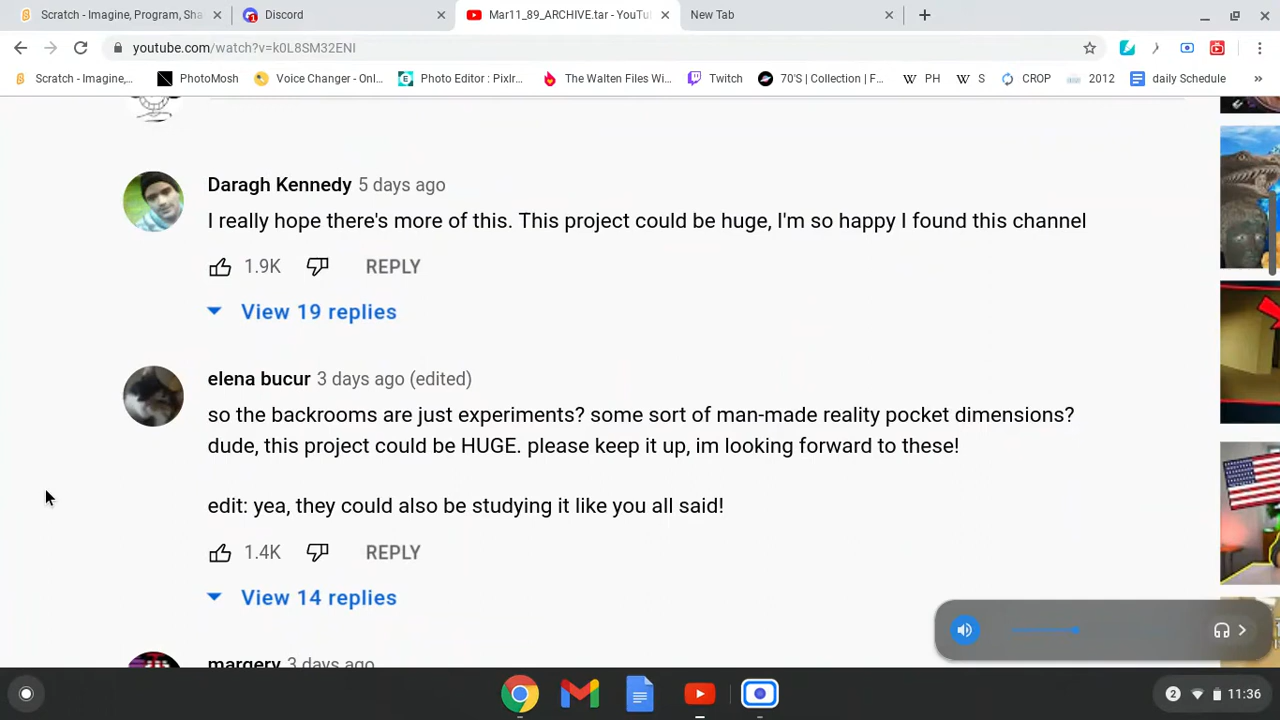 Scratch - Imagine, Program, Sha
Discord
Mar11_89_ARCHIVE.tar - YouTu
New Tab
youtube.com/watch?v=k0L8SM32ENI
Scratch - Imagine,...
PhotoMosh
Voice Changer - Onl...
Photo Editor : Pixlr...
The Walten Files Wi...
Twitch
70'S | Collection | F...
PH
S
CROP
2012
daily Schedule
»
Daragh Kennedy 5 days ago
I really hope there's more of this. This project could be huge, I'm so happy I found this channel
1.9K REPLY
View 19 replies
elena bucur 3 days ago (edited)
so the backrooms are just experiments? some sort of man-made reality pocket dimensions?
dude, this project could be HUGE. please keep it up, im looking forward to these!
edit: yea, they could also be studying it like you all said!
1.4K REPLY
View 14 replies
margery 3 days ago
2 11:36